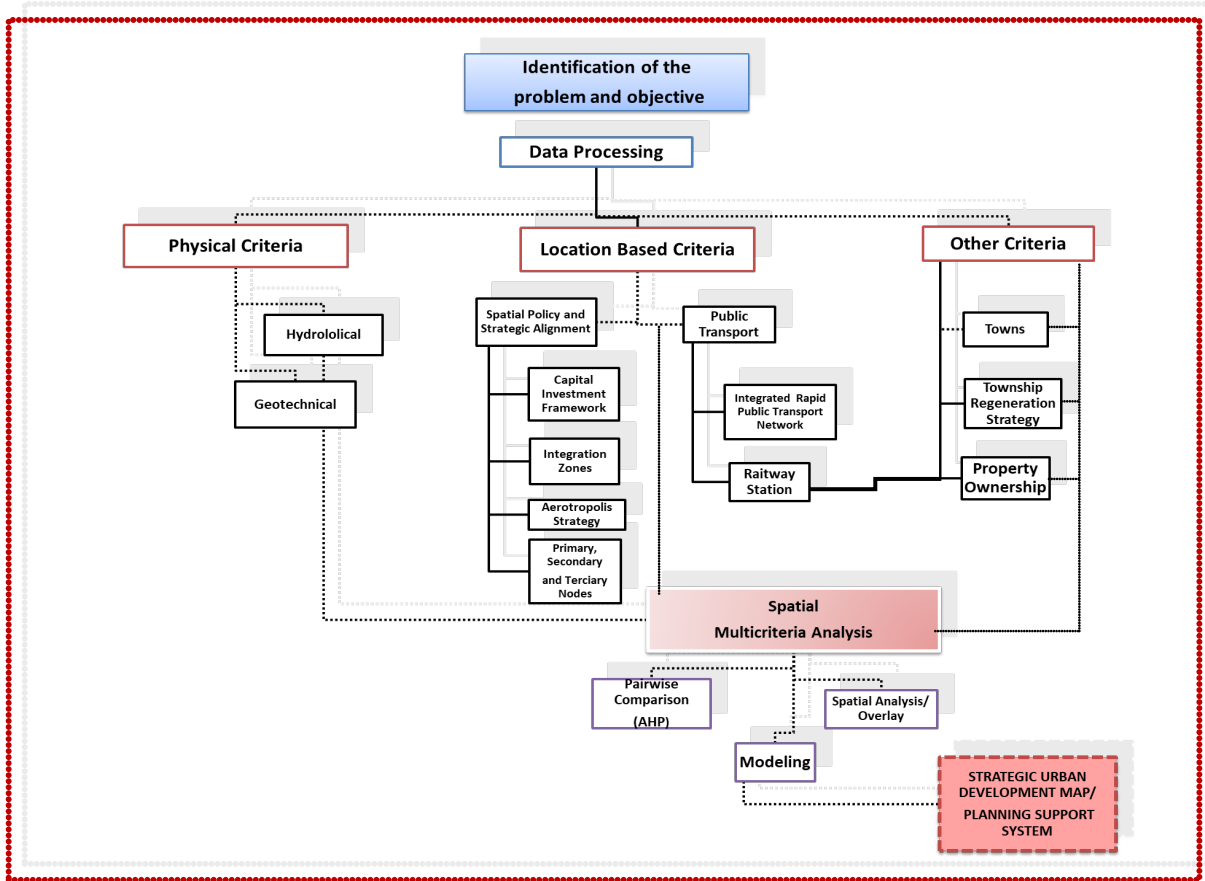 Identification of the
problem and objective
Data Processing
Physical Criteria
Location Based Criteria
Other Criteria
Hydrololical
Geotechnical
Spatial Policy and
Strategic Alignment
Capital
Investment
Framework
Integration
Zones
Aerotropolis
Strategy
Primary,
Secondary
and Terciary
Nodes
Public
Transport
Integrated Rapid
Public Transport
Network
Raitway
Station
Towns
Township
Regeneration
Strategy
Property
Ownership
Spatial
Multicriteria Analysis
Pairwise
Comparison
(AHP)
Spatial Analysis/
Overlay
Modeling
STRATEGIC URBAN
DEVELOPMENT MAP/
PLANNING SUPPORT
SYSTEM